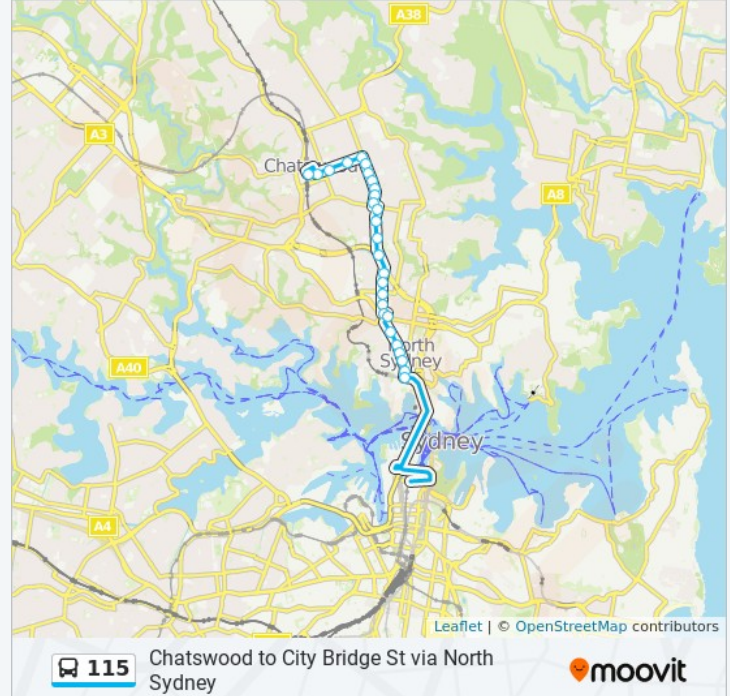 A38
A3
Chatswood
A8
North
Sydney
A40
Sydney
A4
Leaflet | © OpenStreetMap contributors
115
Chatswood to City Bridge St via North
Sydney
moovit